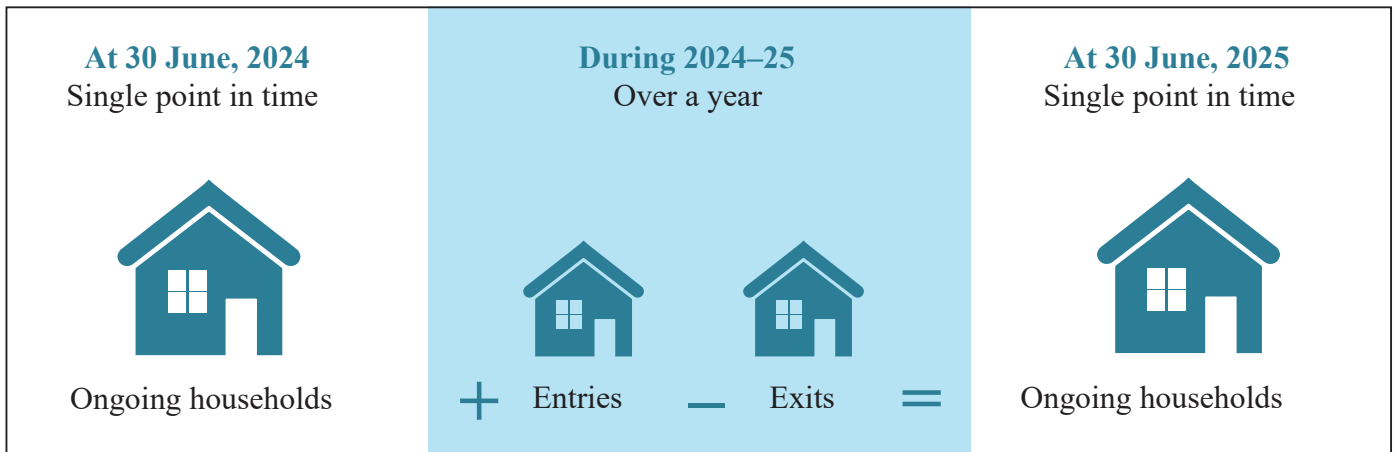 At 30 June, 2024
Single point in time
Ongoing households
During 2024–25
Over a year
+ Entries – Exits =
At 30 June, 2025
Single point in time
Ongoing households